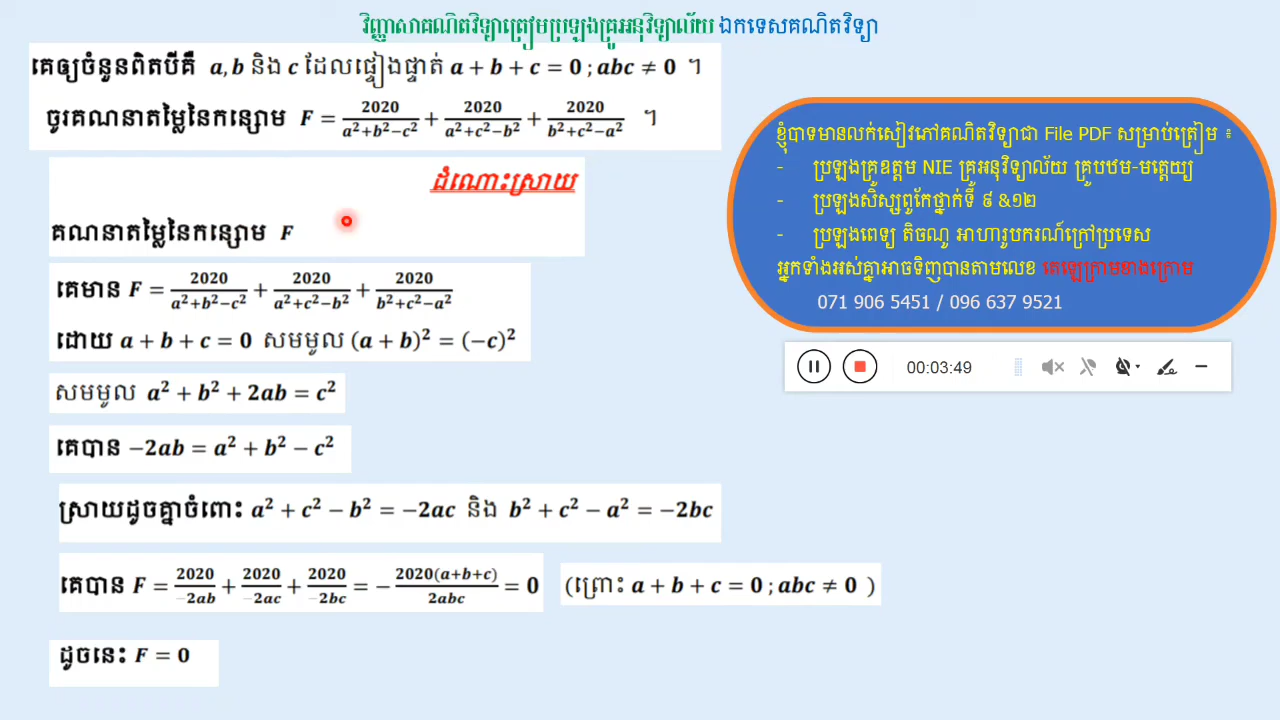 វិញ្ញាសាគណិតវិទ្យាត្រៀមប្រឡងគ្រូអនុវិទ្យាល័យ ឯកទេសគណិតវិទ្យា
គេឲ្យចំនួនពិតបីគឺ a, b និង c ដែលផ្ទៀងផ្ទាត់ a + b + c = 0 ; abc ≠ 0 ។
ចូរគណនាតម្លៃនៃកន្សោម F = 2020/(a²+b²−c²) + 2020/(a²+c²−b²) + 2020/(b²+c²−a²) ។
ដំណោះស្រាយ
គណនាតម្លៃនៃកន្សោម F
គេមាន F = 2020/(a²+b²−c²) + 2020/(a²+c²−b²) + 2020/(b²+c²−a²)
ដោយ a + b + c = 0 សមមូល (a + b)² = (−c)²
សមមូល a² + b² + 2ab = c²
គេបាន −2ab = a² + b² − c²
ស្រាយដូចគ្នាចំពោះ a² + c² − b² = −2ac និង b² + c² − a² = −2bc
គេបាន F = 2020/−2ab + 2020/−2ac + 2020/−2bc = − 2020(a+b+c)/2abc = 0 (ព្រោះ a + b + c = 0 ; abc ≠ 0 )
ដូចនេះ F = 0
ខ្ញុំបាទមានលក់សៀវភៅគណិតវិទ្យាជា File PDF សម្រាប់ត្រៀម ៖
- ប្រឡងគ្រូឧត្តម NIE គ្រូអនុវិទ្យាល័យ គ្រូបឋម-មត្តេយ្យ
- ប្រឡងសិស្សពូកែថ្នាក់ទី ៩ &១២
- ប្រឡងពេទ្យ តិចណូ អាហារូបករណ៍ក្រៅប្រទេស
អ្នកទាំងអស់គ្នាអាចទិញបានតាមលេខ តេឡេក្រាមខាងក្រោម
071 906 5451 / 096 637 9521
00:03:49